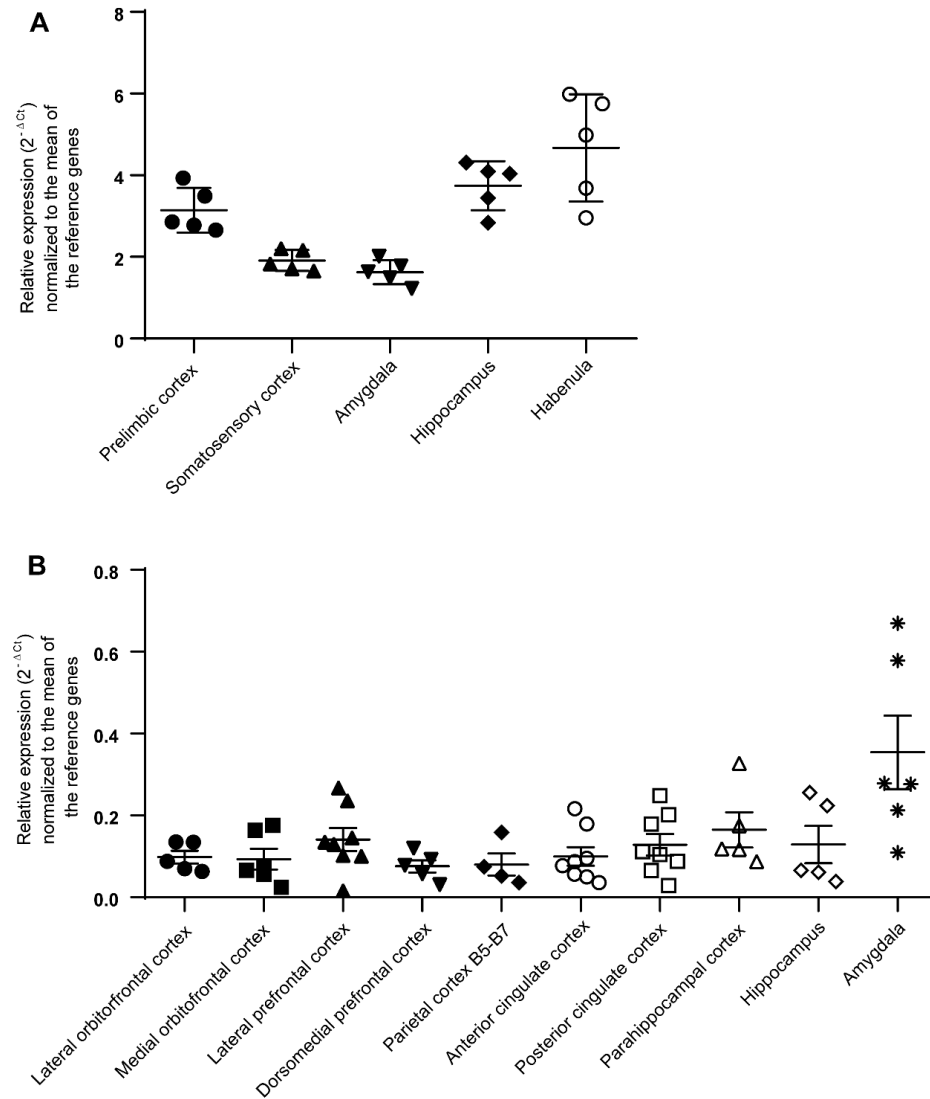 A
8
6
4
2
0
Relative expression (2^-ΔCt)
normalized to the mean of
the reference genes
Prelimbic cortex
Somatosensory cortex
Amygdala
Hippocampus
Habenula
B
0.8
0.6
0.4
0.2
0.0
Relative expression (2^-ΔCt)
normalized to the mean of
the reference genes
Lateral orbitorfrontal cortex
Medial orbitofrontal cortex
Lateral prefrontal cortex
Dorsomedial prefrontal cortex
Parietal cortex B5-B7
Anterior cingulate cortex
Posterior cingulate cortex
Parahippocampal cortex
Hippocampus
Amygdala